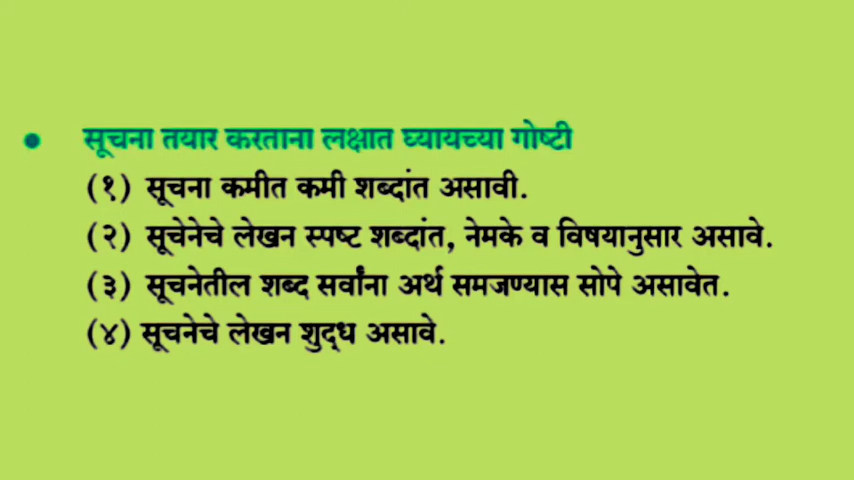 ● सूचना तयार करताना लक्षात घ्यायच्या गोष्टी
(१) सूचना कमीत कमी शब्दांत असावी.
(२) सूचेनेचे लेखन स्पष्ट शब्दांत, नेमके व विषयानुसार असावे.
(३) सूचनेतील शब्द सर्वांना अर्थ समजण्यास सोपे असावेत.
(४) सूचनेचे लेखन शुद्ध असावे.